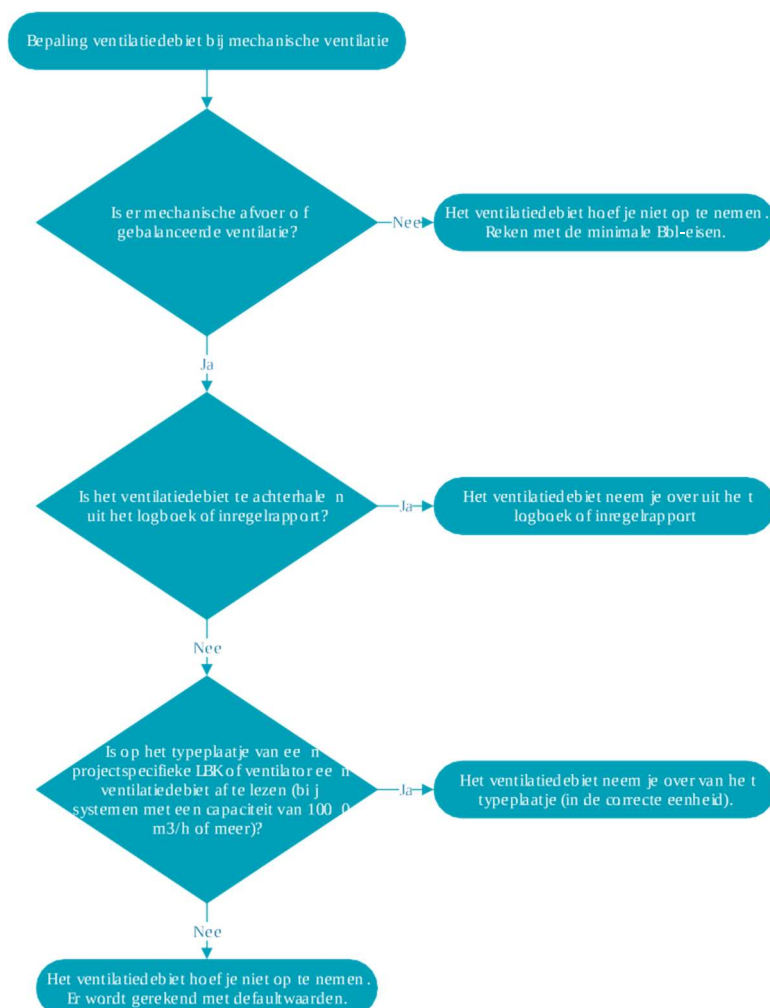 Bepaling ventilatiedebiet bij mechanische ventilatie
Is er mechanische afvoer of
gebalanceerde ventilatie?
Nee
Het ventilatiedebiet hoef je niet op te nemen.
Reken met de minimale Bbl-eisen.
Ja
Is het ventilatiedebiet te achterhalen
uit het logboek of inregelrapport?
Ja
Het ventilatiedebiet neem je over uit het
logboek of inregelrapport
Nee
Is op het typeplaatje van een
projectspecifieke LBK of ventilator een
ventilatiedebiet af te lezen (bij
systemen met een capaciteit van 1000
m3/h of meer)?
Ja
Het ventilatiedebiet neem je over van het
typeplaatje (in de correcte eenheid).
Nee
Het ventilatiedebiet hoef je niet op te nemen.
Er wordt gerekend met defaultwaarden.